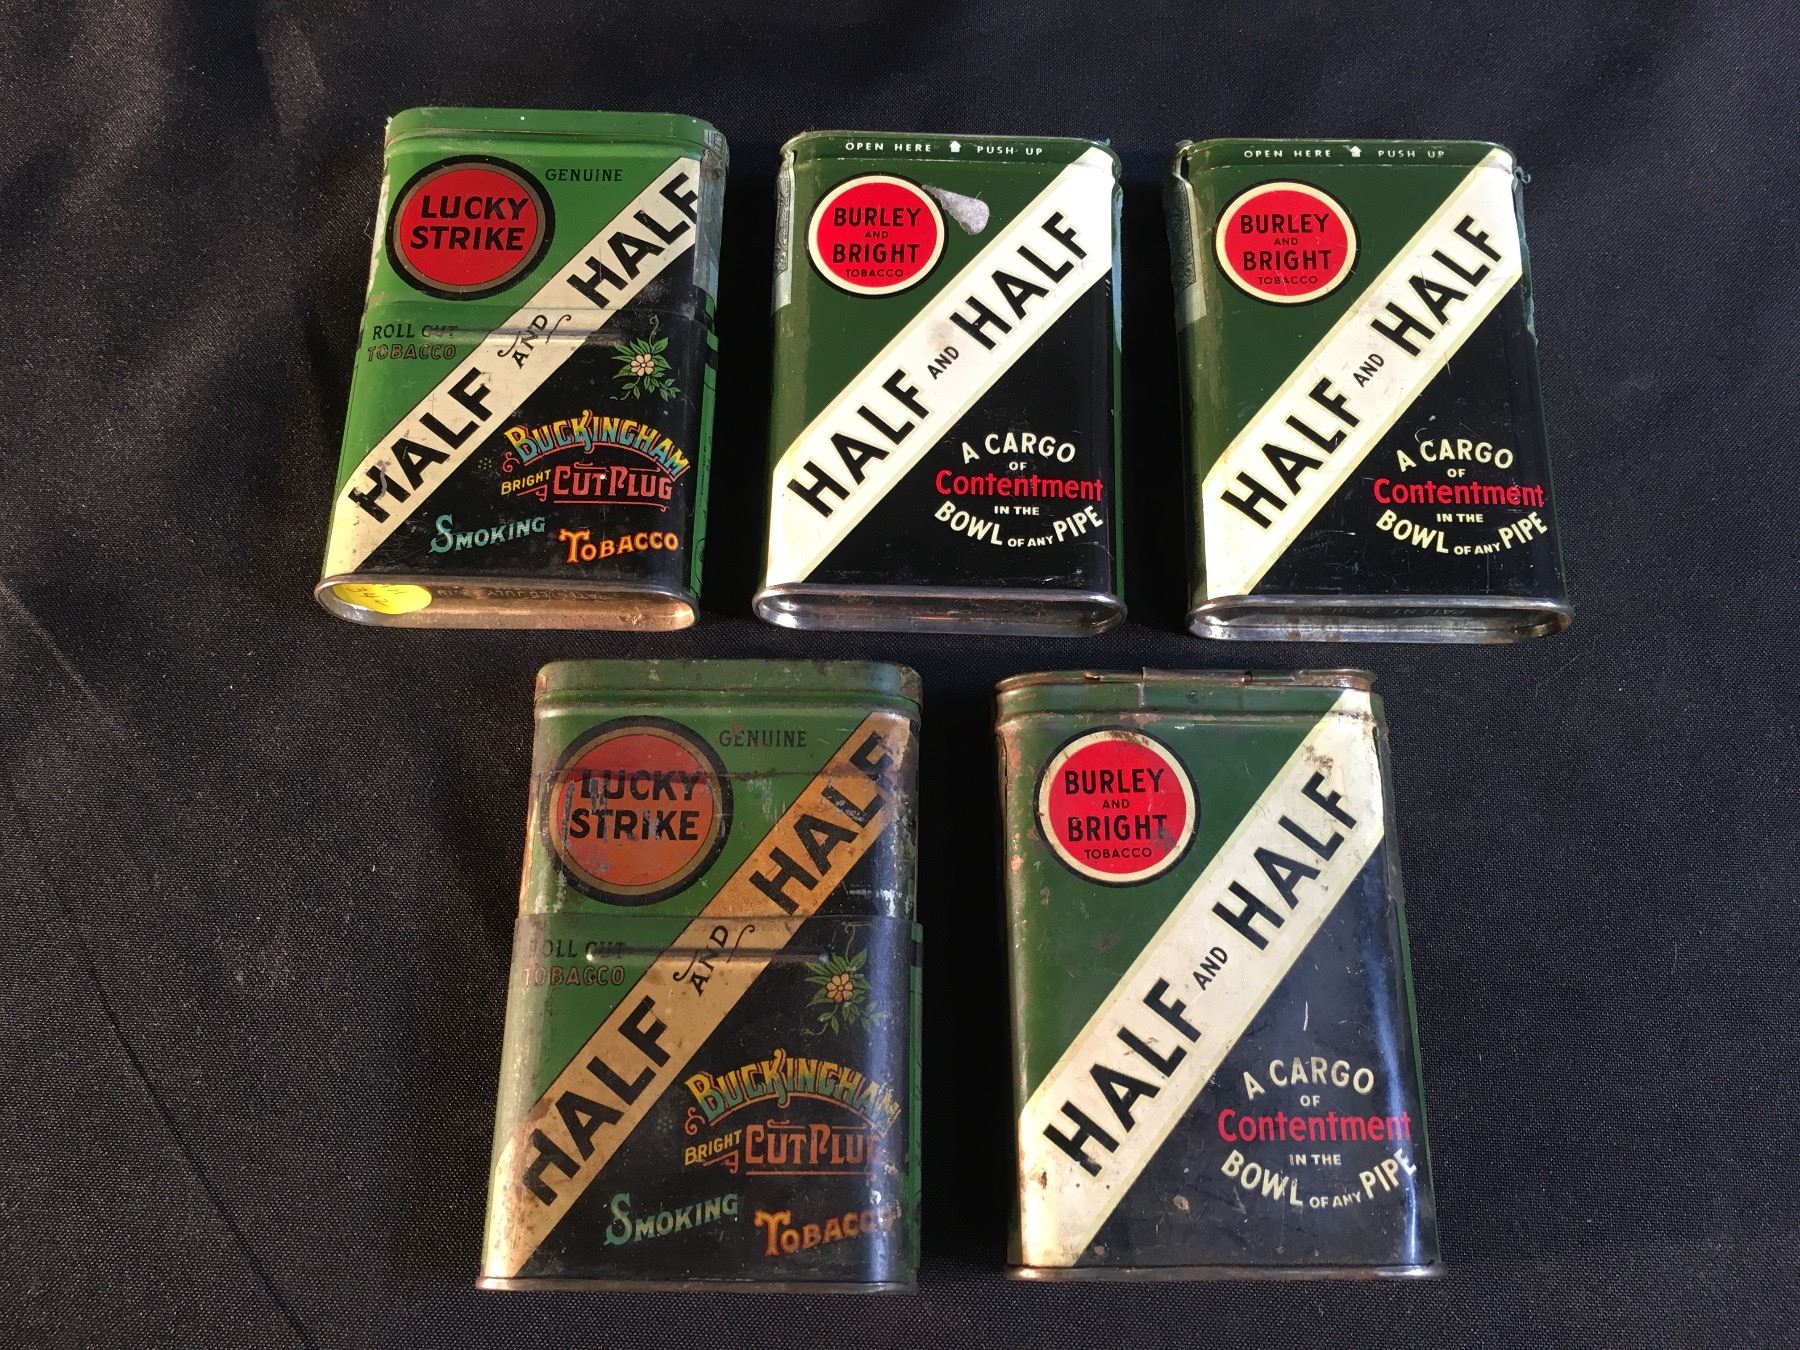 LUCKY
STRIKE
GENUINE
ROLL CUT
TOBACCO
HALF AND HALF
BUCKINGHAM
BRIGHT CUT PLUG
SMOKING TOBACCO
OPEN HERE PUSH UP
BURLEY
AND
BRIGHT
TOBACCO
HALF AND HALF
A CARGO
OF
Contentment
IN THE
BOWL OF ANY PIPE
OPEN HERE PUSH UP
BURLEY
AND
BRIGHT
TOBACCO
HALF AND HALF
A CARGO
OF
Contentment
IN THE
BOWL OF ANY PIPE
LUCKY
STRIKE
GENUINE
ROLL CUT
TOBACCO
HALF AND HALF
BUCKINGHAM
BRIGHT CUT PLUG
SMOKING TOBACCO
BURLEY
AND
BRIGHT
TOBACCO
HALF AND HALF
A CARGO
OF
Contentment
IN THE
BOWL OF ANY PIPE